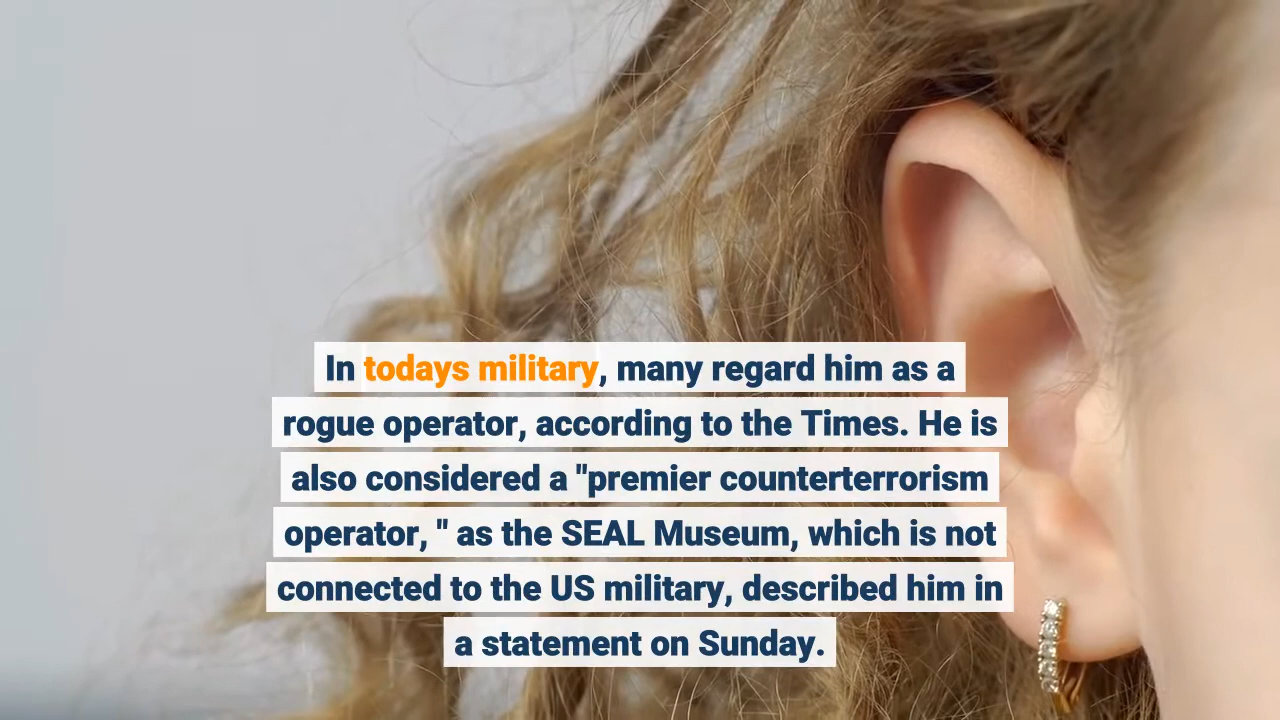 In todays military, many regard him as a
rogue operator, according to the Times. He is
also considered a "premier counterterrorism
operator, " as the SEAL Museum, which is not
connected to the US military, described him in
a statement on Sunday.